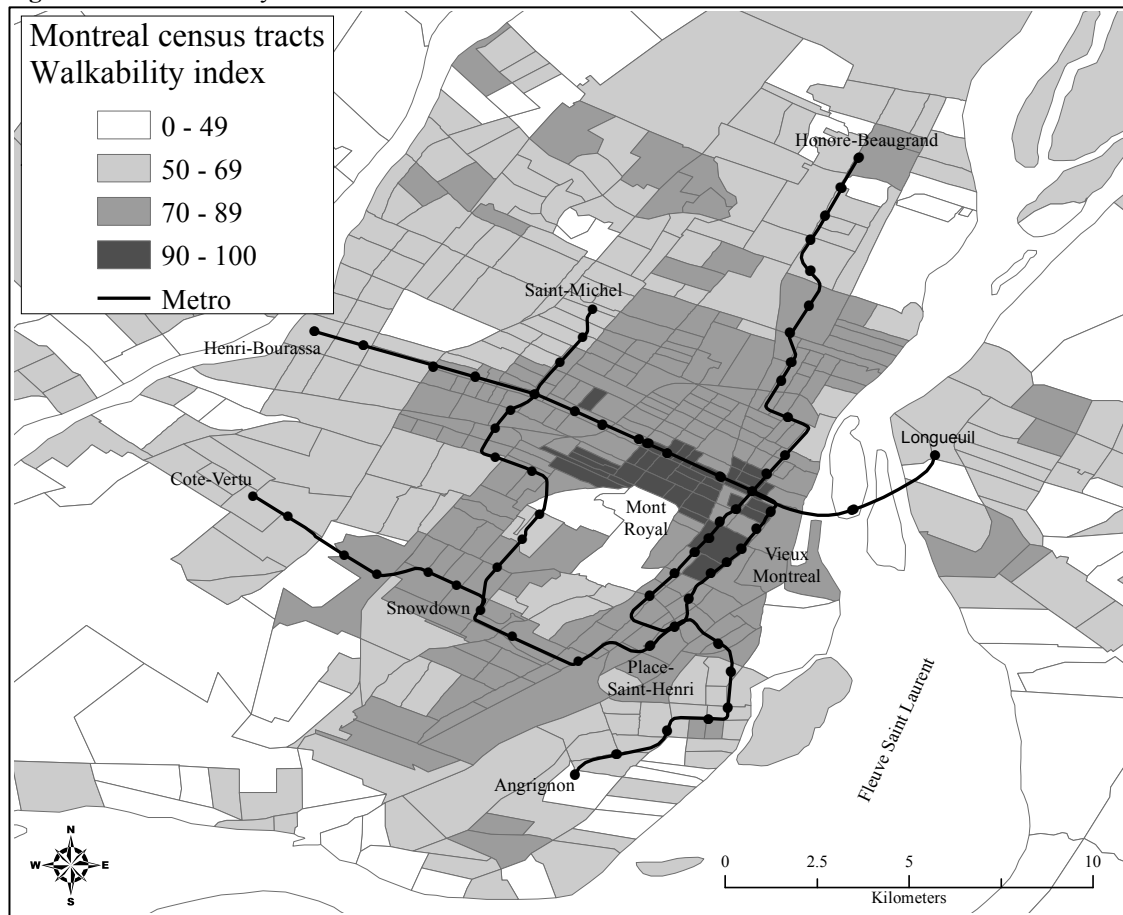 Montreal census tracts
Walkability index
0 - 49
50 - 69
70 - 89
90 - 100
Metro
Honore-Beaugrand
Saint-Michel
Henri-Bourassa
Longueuil
Cote-Vertu
Mont
Royal
Vieux
Montreal
Snowdown
Place-
Saint-Henri
Angrignon
Fleuve Saint Laurent
N
W
E
S
0
2.5
5
10
Kilometers